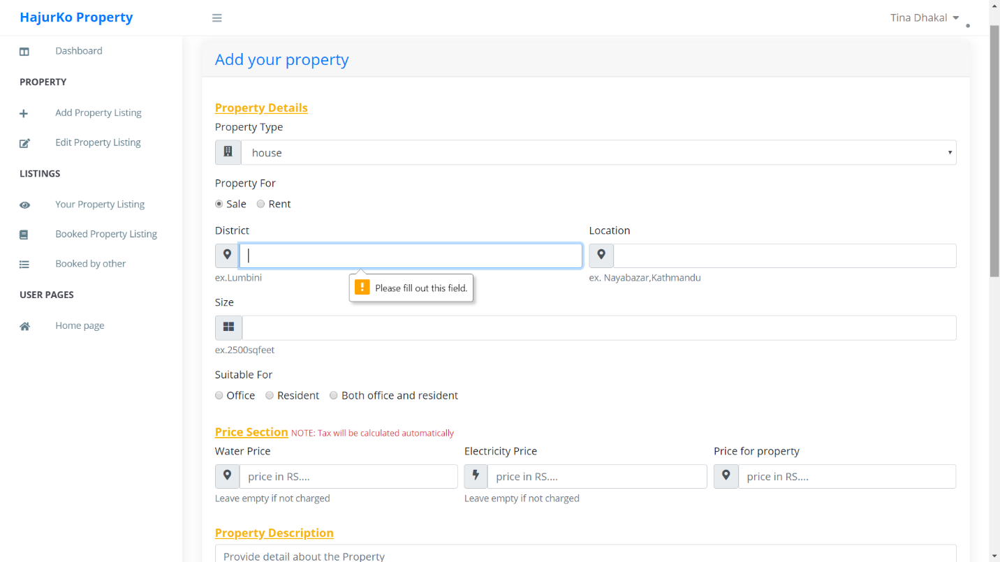 HajurKo Property
Tina Dhakal
Dashboard
PROPERTY
Add Property Listing
Edit Property Listing
LISTINGS
Your Property Listing
Booked Property Listing
Booked by other
USER PAGES
Home page
Add your property
Property Details
Property Type
house
Property For
Sale Rent
District Location
ex.Lumbini ex. Nayabazar,Kathmandu
Please fill out this field.
Size
ex.2500sqfeet
Suitable For
Office Resident Both office and resident
Price Section NOTE: Tax will be calculated automatically
Water Price Electricity Price Price for property
price in RS.... price in RS.... price in RS....
Leave empty if not charged Leave empty if not charged
Property Description
Provide detail about the Property